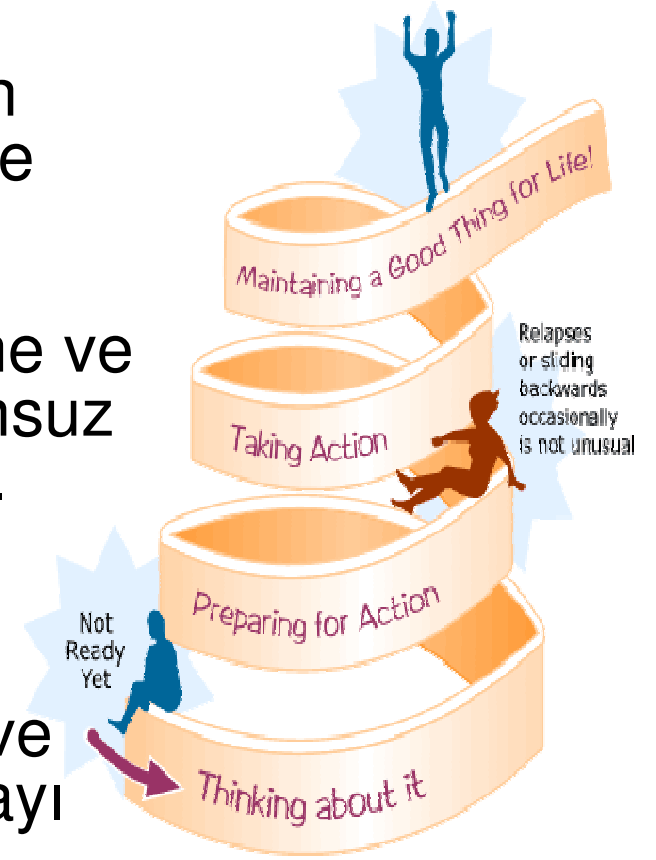 n
e
ne ve
nsuz
.
ve
ayı
Maintaining a Good Thing for Life!
Relapses
or sliding
backwards
occasionally
is not unusual
Taking Action
Preparing for Action
Not
Ready
Yet
Thinking about it